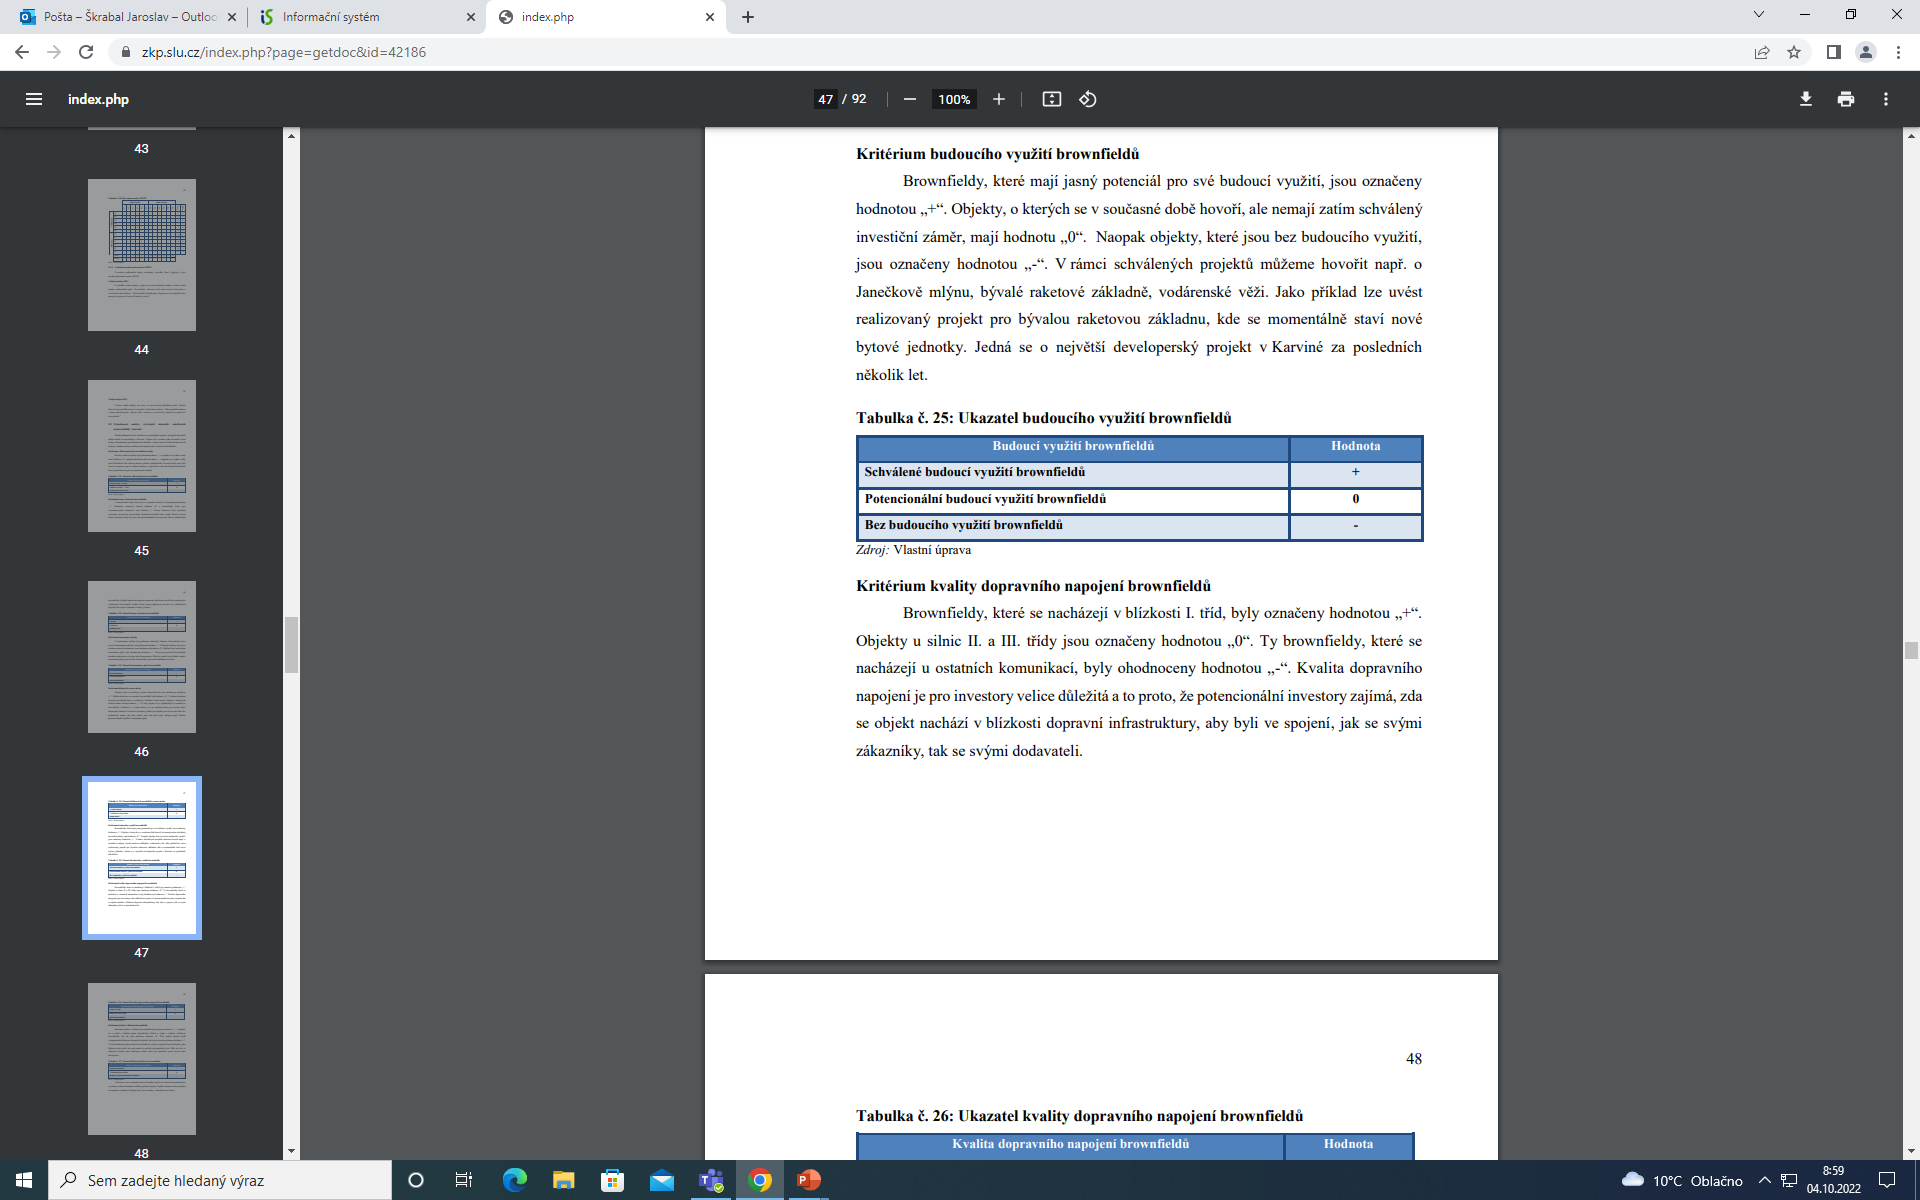 Pošta – Škrabal Jaroslav – Outloo
Informační systém
index.php
zkp.slu.cz/index.php?page=getdoc&id=42186
index.php
47 / 92
100%
43
44
45
46
47
48
Kritérium budoucího využití brownfieldů
Brownfieldy, které mají jasný potenciál pro své budoucí využití, jsou označeny
hodnotou „+“. Objekty, o kterých se v současné době hovoří, ale nemají zatím schválený
investiční záměr, mají hodnotu „0“. Naopak objekty, které jsou bez budoucího využití,
jsou označeny hodnotou „-“. V rámci schválených projektů můžeme hovořit např. o
Janečkově mlýnu, bývalé raketové základně, vodárenské věži. Jako příklad lze uvést
realizovaný projekt pro bývalou raketovou základnu, kde se momentálně staví nové
bytové jednotky. Jedná se o největší developerský projekt v Karviné za posledních
několik let.
Tabulka č. 25: Ukazatel budoucího využití brownfieldů
Budoucí využití brownfieldů Hodnota
Schválené budoucí využití brownfieldů +
Potencionální budoucí využití brownfieldů 0
Bez budoucího využití brownfieldů -
Zdroj: Vlastní úprava
Kritérium kvality dopravního napojení brownfieldů
Brownfieldy, které se nacházejí v blízkosti I. tříd, byly označeny hodnotou „+“.
Objekty u silnic II. a III. třídy jsou označeny hodnotou „0“. Ty brownfieldy, které se
nacházejí u ostatních komunikací, byly ohodnoceny hodnotou „-“. Kvalita dopravního
napojení je pro investory velice důležitá a to proto, že potencionální investory zajímá, zda
se objekt nachází v blízkosti dopravní infrastruktury, aby byli ve spojení, jak se svými
zákazníky, tak se svými dodavateli.
48
Tabulka č. 26: Ukazatel kvality dopravního napojení brownfieldů
Kvalita dopravního napojení brownfieldů Hodnota
Sem zadejte hledaný výraz
10°C Oblačno
8:59
04.10.2022